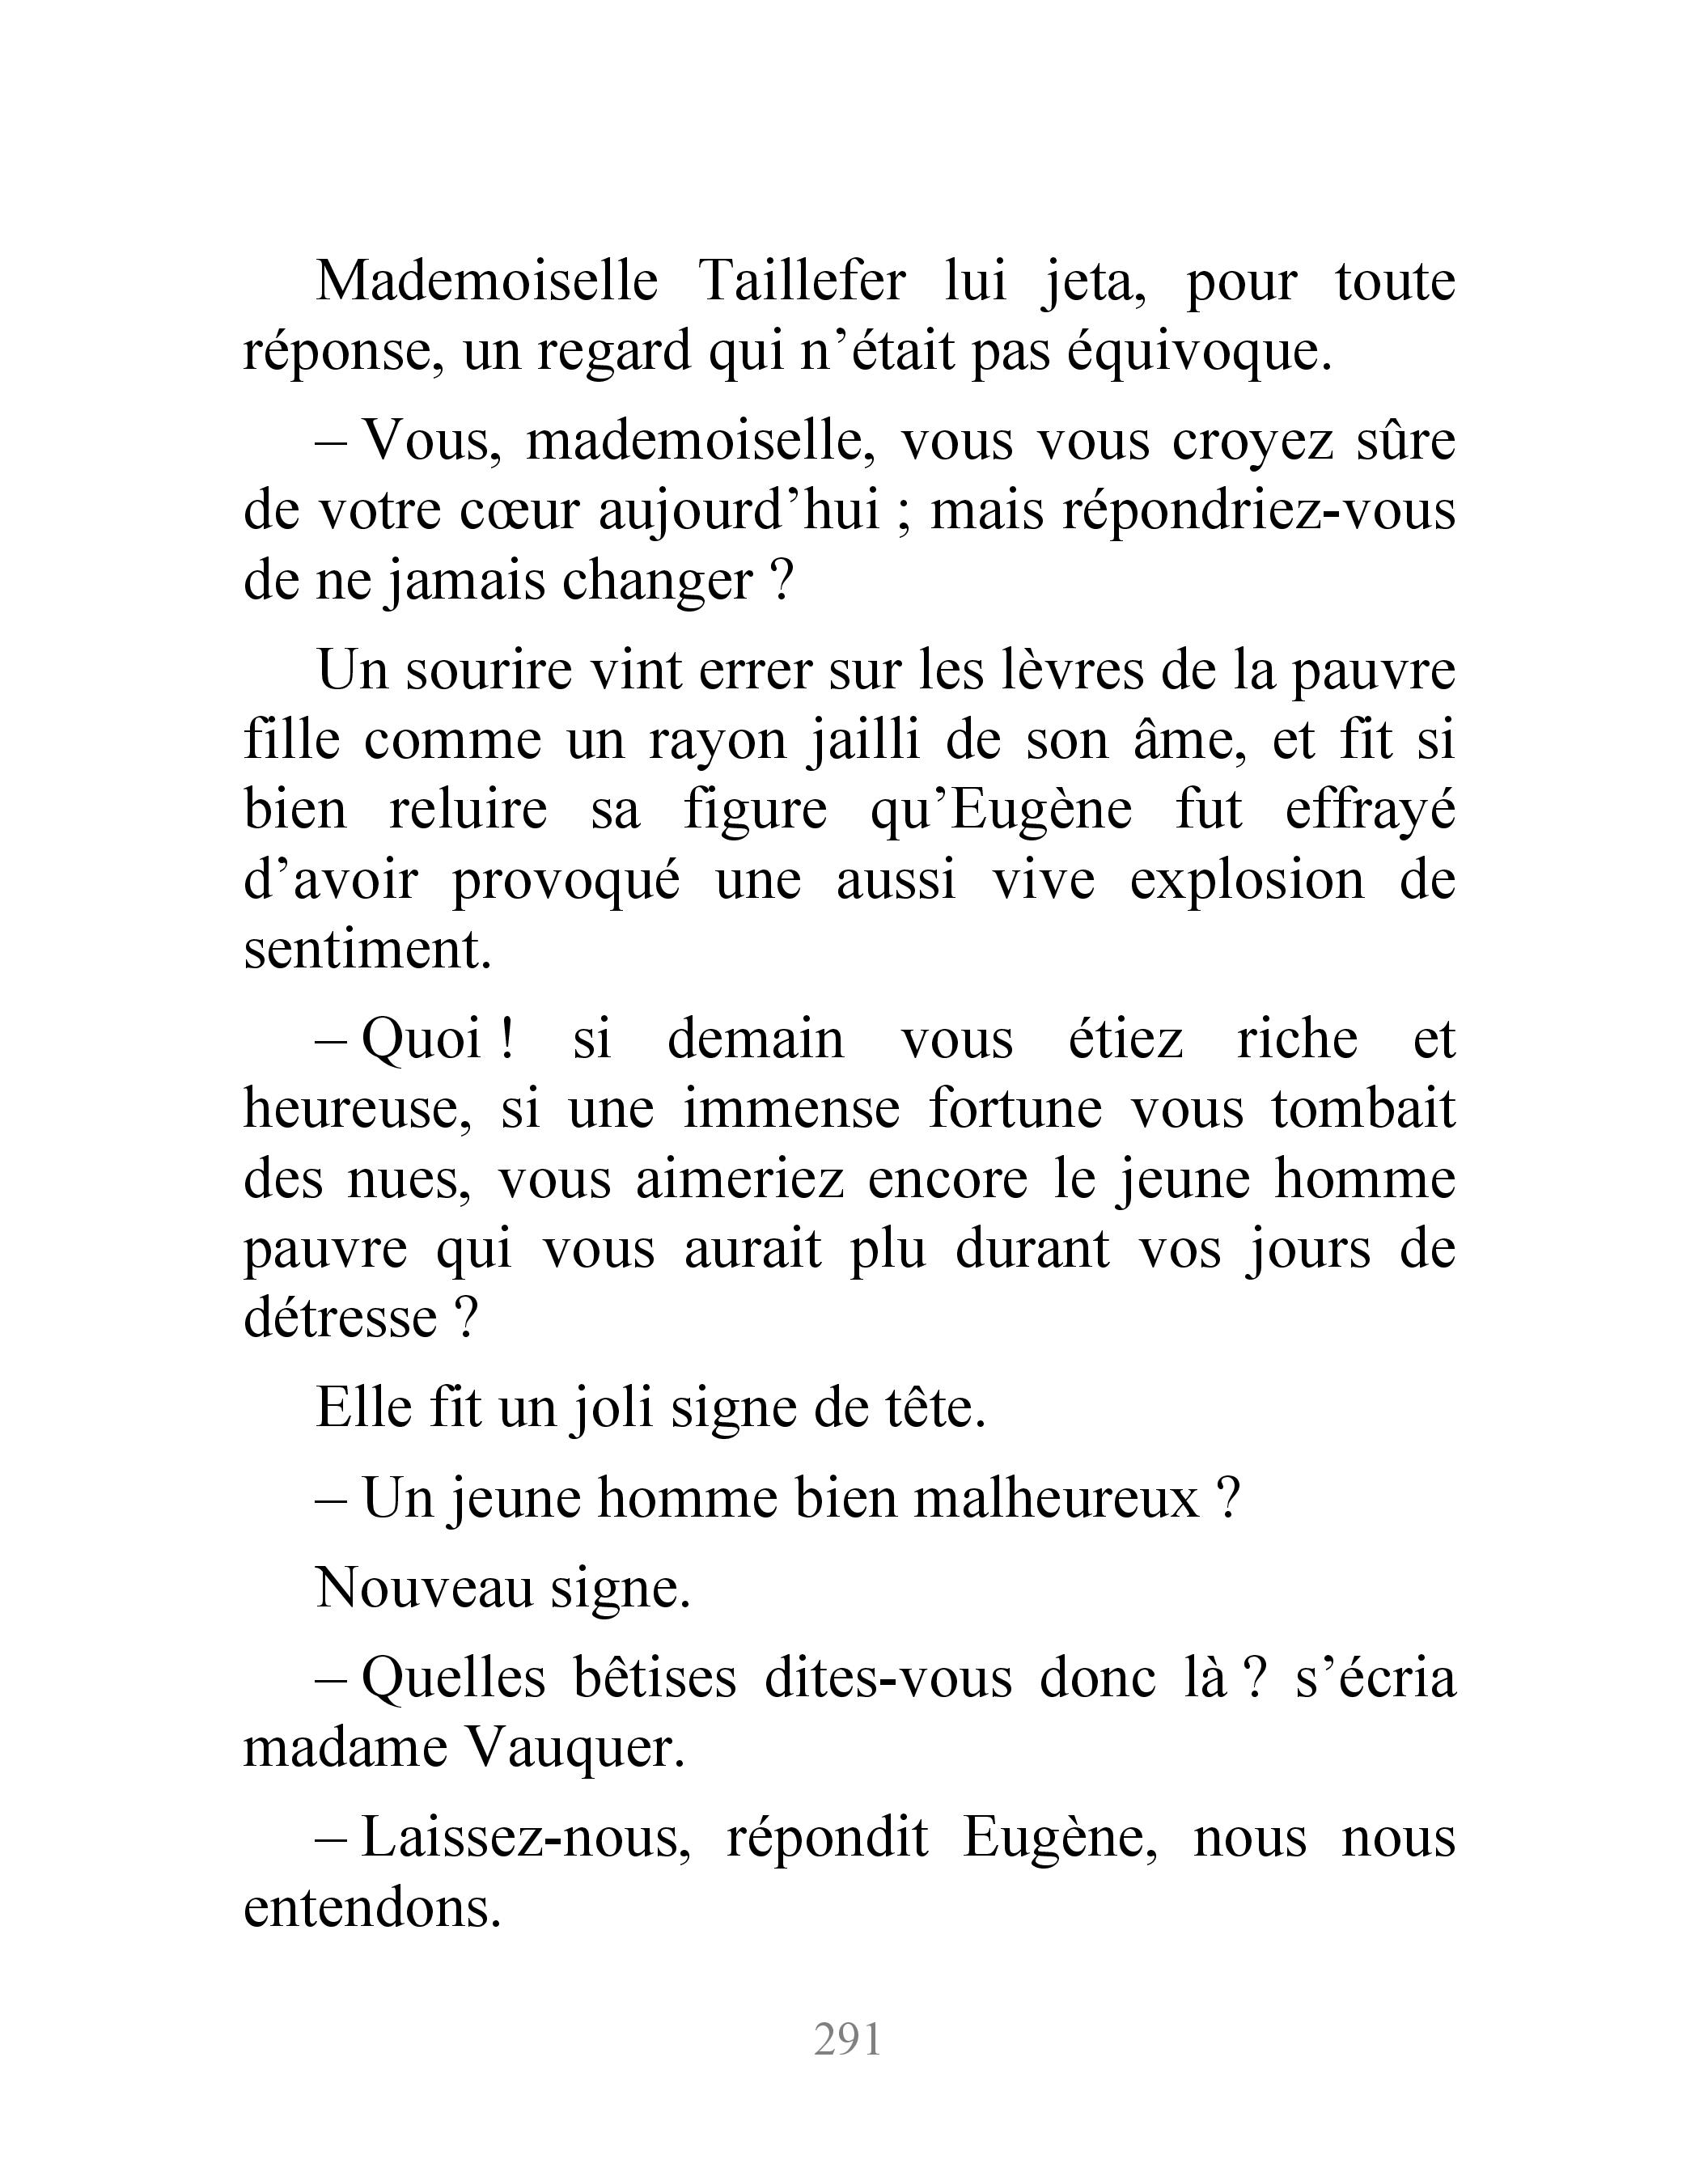 Mademoiselle Taillefer lui jeta, pour toute
réponse, un regard qui n’était pas équivoque.
– Vous, mademoiselle, vous vous croyez sûre
de votre cœur aujourd’hui ; mais répondriez-vous
de ne jamais changer ?
Un sourire vint errer sur les lèvres de la pauvre
fille comme un rayon jailli de son âme, et fit si
bien reluire sa figure qu’Eugène fut effrayé
d’avoir provoqué une aussi vive explosion de
sentiment.
– Quoi ! si demain vous étiez riche et
heureuse, si une immense fortune vous tombait
des nues, vous aimeriez encore le jeune homme
pauvre qui vous aurait plu durant vos jours de
détresse ?
Elle fit un joli signe de tête.
– Un jeune homme bien malheureux ?
Nouveau signe.
– Quelles bêtises dites-vous donc là ? s’écria
madame Vauquer.
– Laissez-nous, répondit Eugène, nous nous
entendons.
291